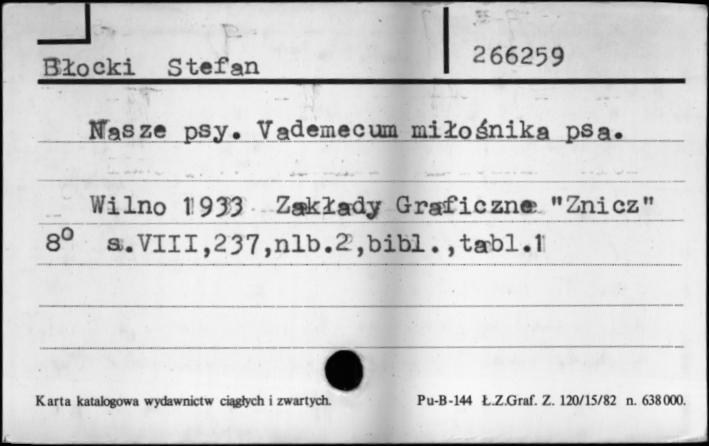 Błocki Stefan 266259
Nasze psy. Vademecum miłośnika psa.
Wilno 1933 Zakłady Graficzne "Znicz"
8° s.VIII,237,nlb.2,bibl.,tabl.1
Karta katalogowa wydawnictw ciągłych i zwartych. Pu-B-144 Ł.Z.Graf. Z. 120/15/82 n. 638000.